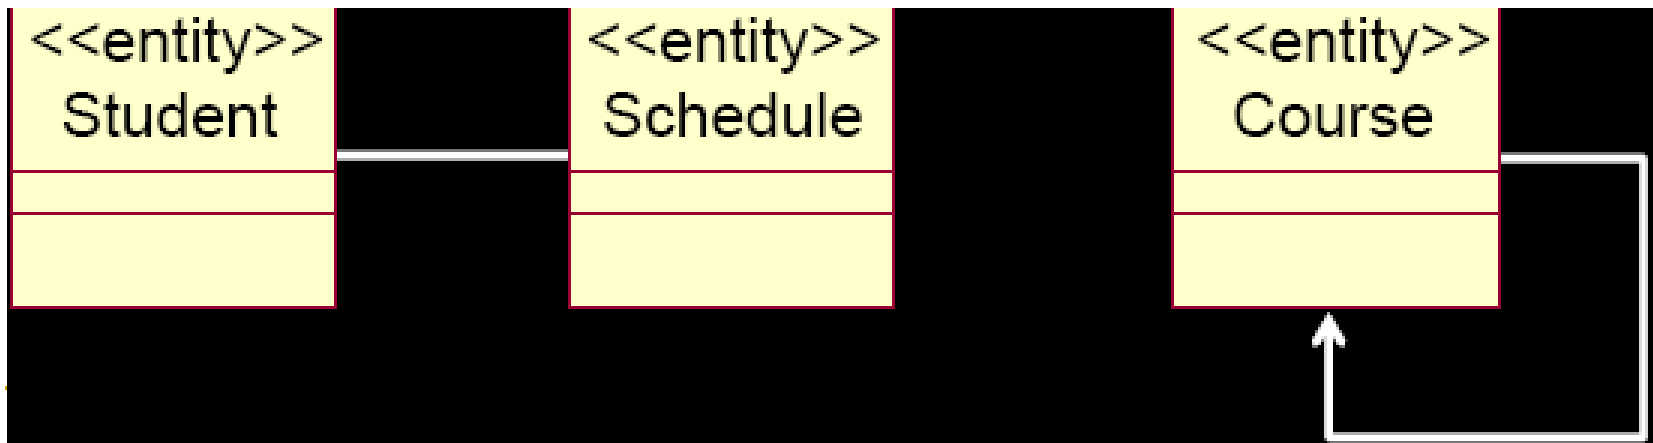 <<entity>>
Student
<<entity>>
Schedule
<<entity>>
Course